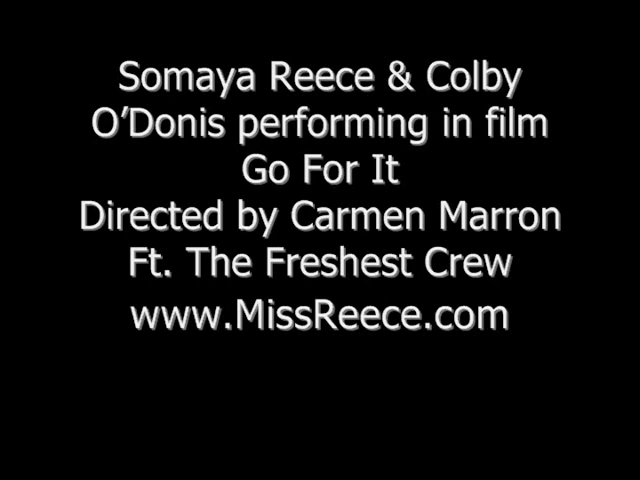 Somaya Reece & Colby
O’Donis performing in film
Go For It
Directed by Carmen Marron
Ft. The Freshest Crew
www.MissReece.com